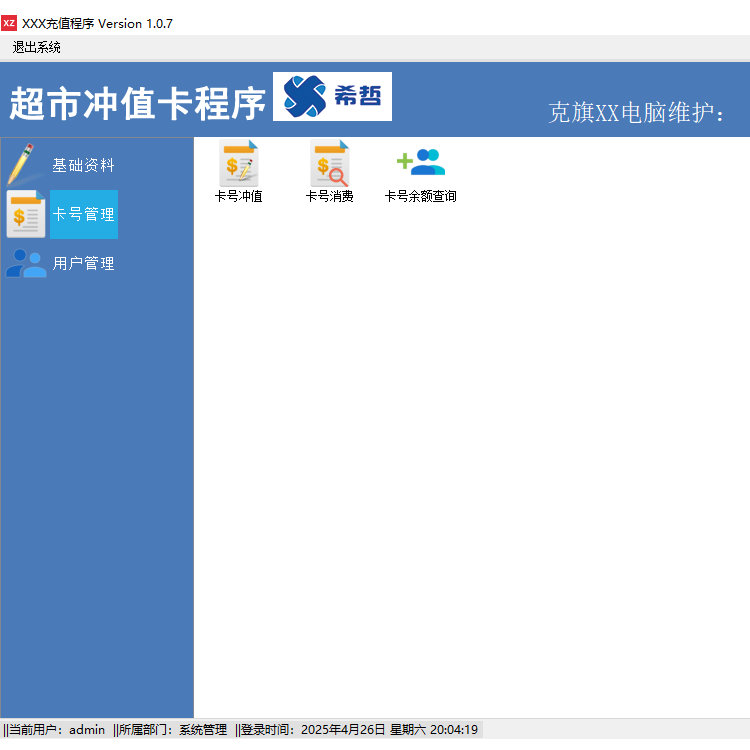 XZ XXX充值程序 Version 1.0.7
退出系统
超市冲值卡程序 希哲
克旗XX电脑维护：
基础资料
卡号管理
用户管理
卡号冲值 卡号消费 卡号余额查询
||当前用户：admin ||所属部门：系统管理 ||登录时间：2025年4月26日 星期六 20:04:19